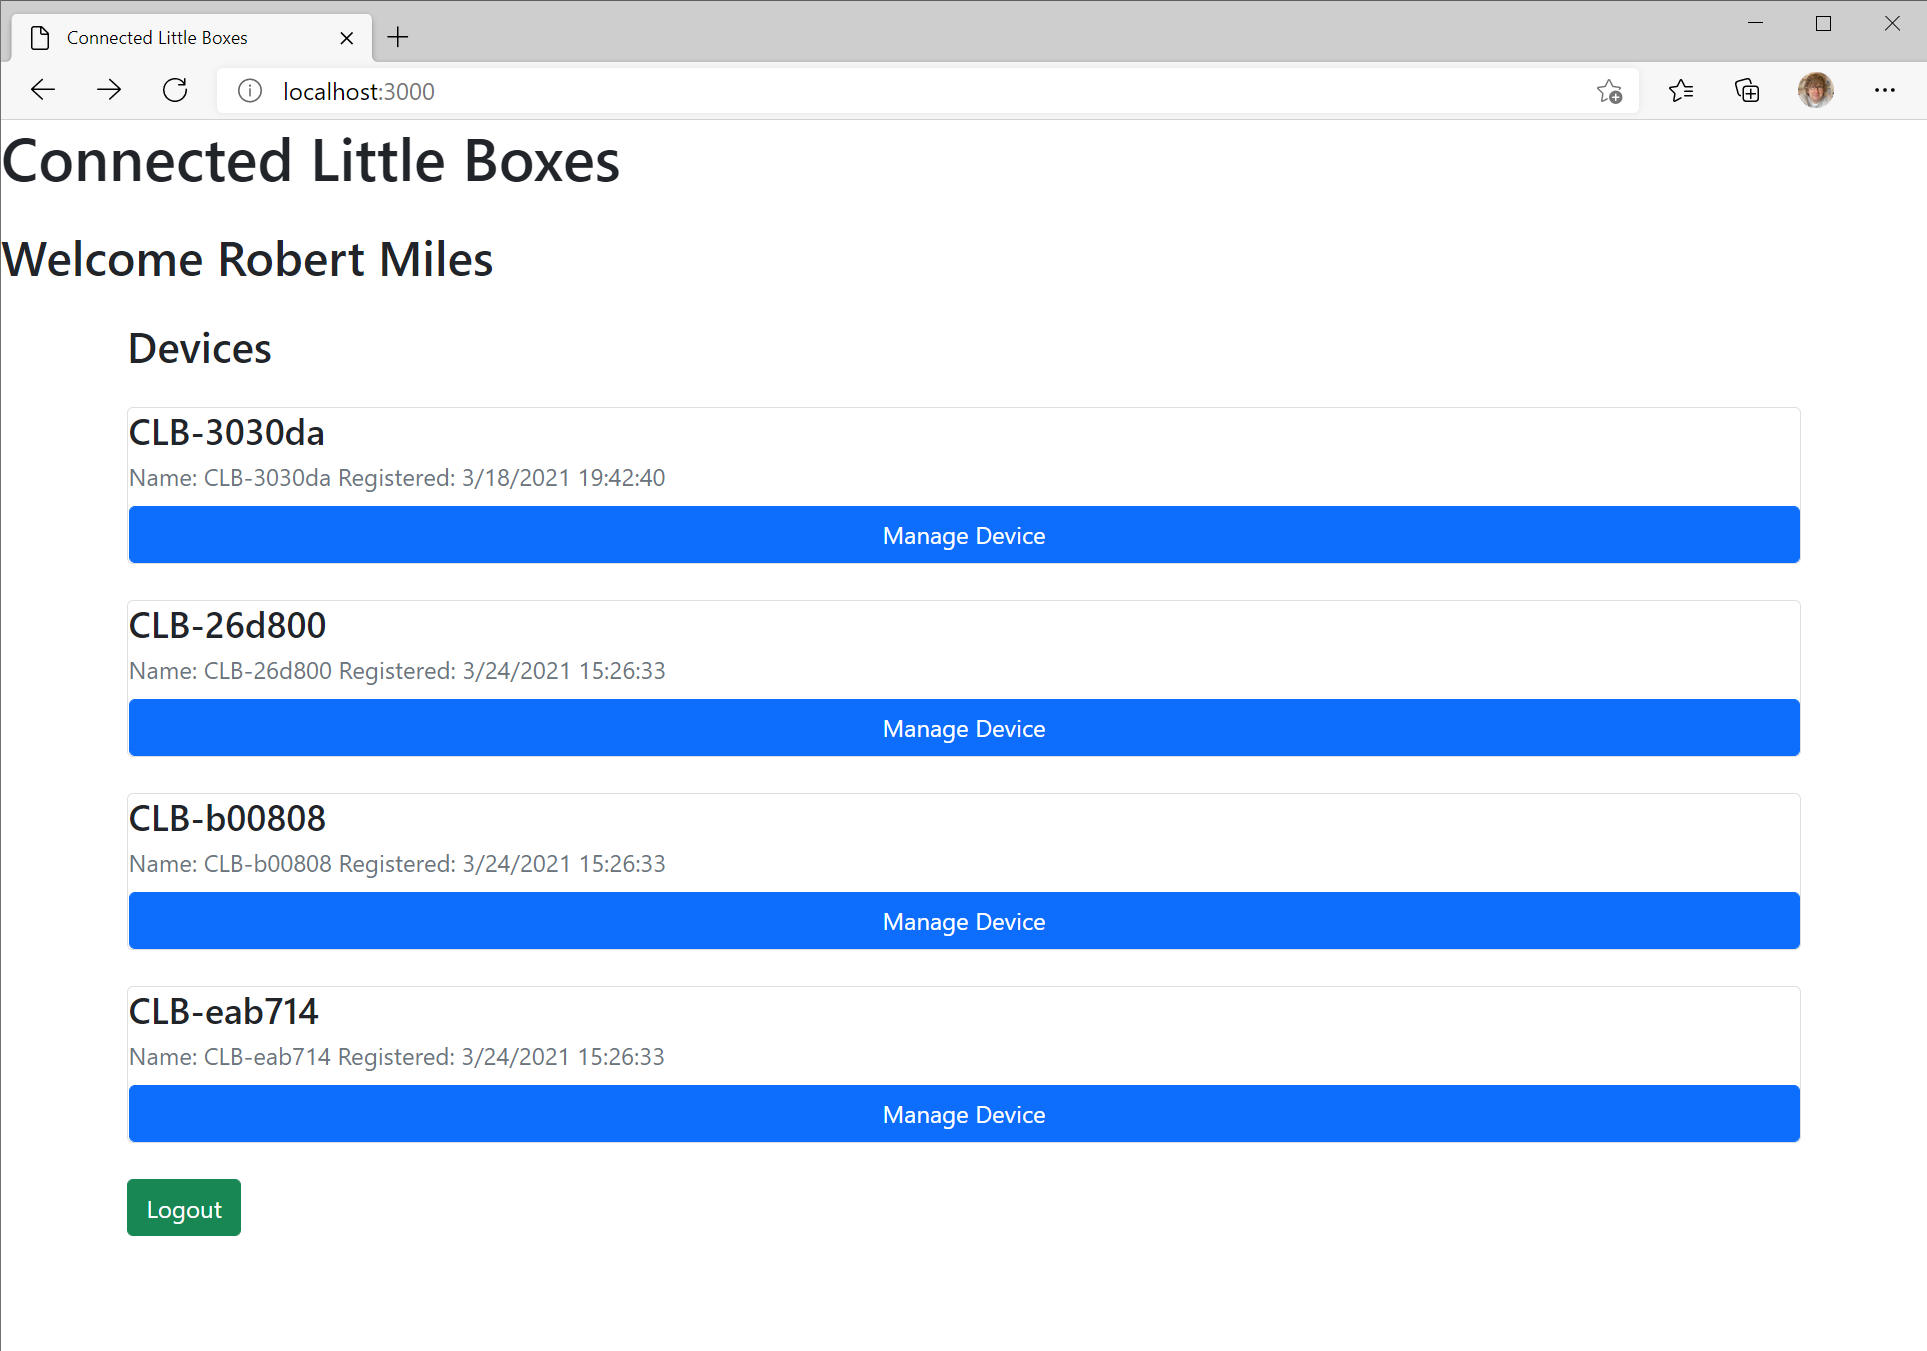 Connected Little Boxes
localhost:3000
Connected Little Boxes
Welcome Robert Miles
Devices
CLB-3030da
Name: CLB-3030da Registered: 3/18/2021 19:42:40
Manage Device
CLB-26d800
Name: CLB-26d800 Registered: 3/24/2021 15:26:33
Manage Device
CLB-b00808
Name: CLB-b00808 Registered: 3/24/2021 15:26:33
Manage Device
CLB-eab714
Name: CLB-eab714 Registered: 3/24/2021 15:26:33
Manage Device
Logout